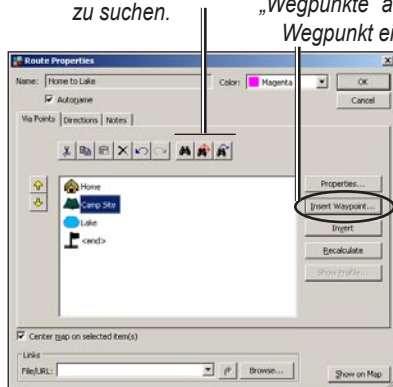 zu suchen.
„Wegpunkte
Wegpunkt
Route Properties
Name: Home to Lake Color: Magenta OK
Autoname Cancel
Via Points Directions Notes
Home Properties...
Camp Site Insert Waypoint...
Lake Invert
<end> Recalculate
Show Profile...
Center map on selected item(s)
Links
File/URL: Browse... Show on Map